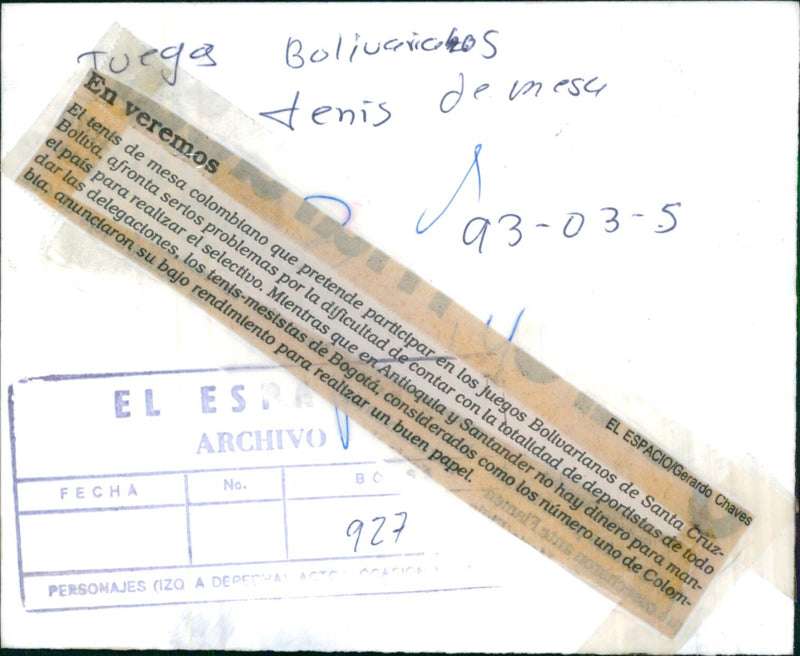 Juegos Bolivarianos
tenis de mesa
93-03-5
En veremos
EL ESPACIO/Gerardo Chaves
El tenis de mesa colombiano que pretende participar en los Juegos Bolivarianos de Santa Cruz-
Boliva, afronta serios problemas por la dificultad de contar con la totalidad de deportistas de todo
el país para realizar el selectivo. Mientras que en Antioquia y Santander no hay dinero para man-
dar las delegaciones, los tenis-mesistas de Bogotá, considerados como los número uno de Colom-
bia, anunciaron su bajo rendimiento para realizar un buen papel.
EL ESPA
ARCHIVO
FECHA No. BO
927
PERSONAJES (IZQ A DERECHA) ACTO OCASION